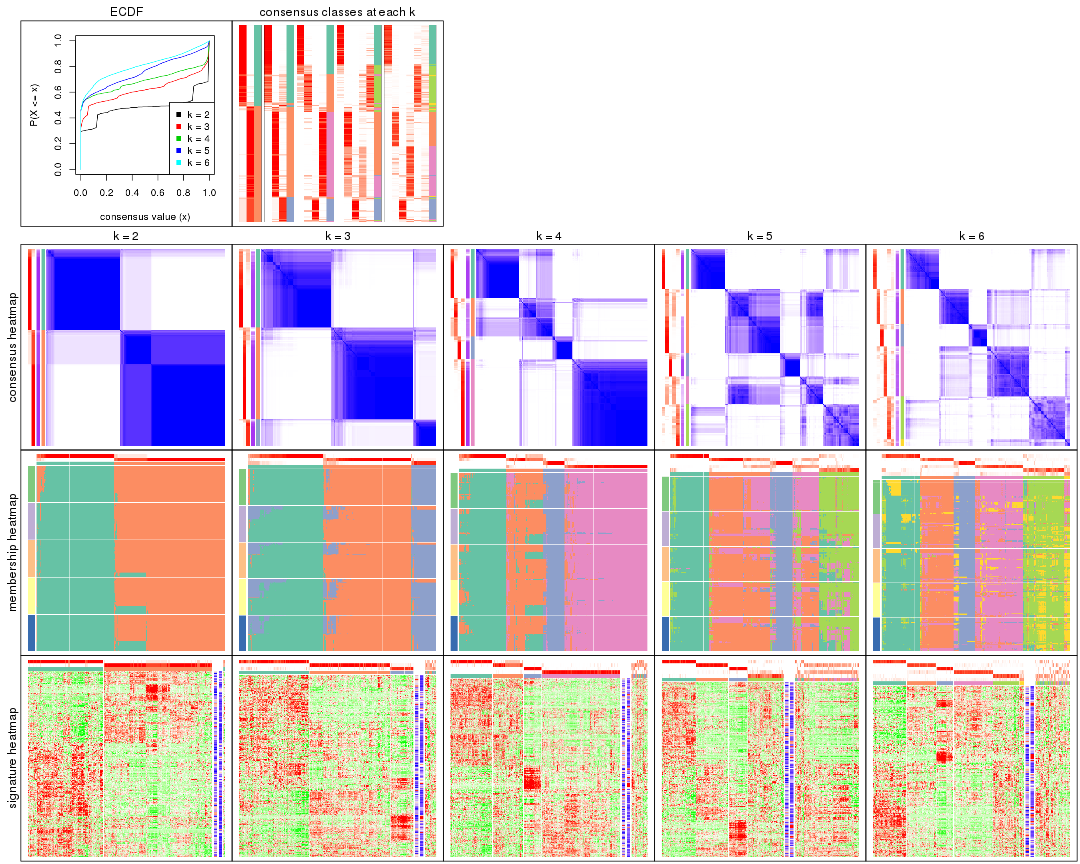 ECDF
consensus classes at each k
P(X <= x)
0.0 0.2 0.4 0.6 0.8 1.0
k = 2
k = 3
k = 4
k = 5
k = 6
0.0 0.2 0.4 0.6 0.8 1.0
consensus value (x)
k = 2
k = 3
k = 4
k = 5
k = 6
consensus heatmap
membership heatmap
signature heatmap